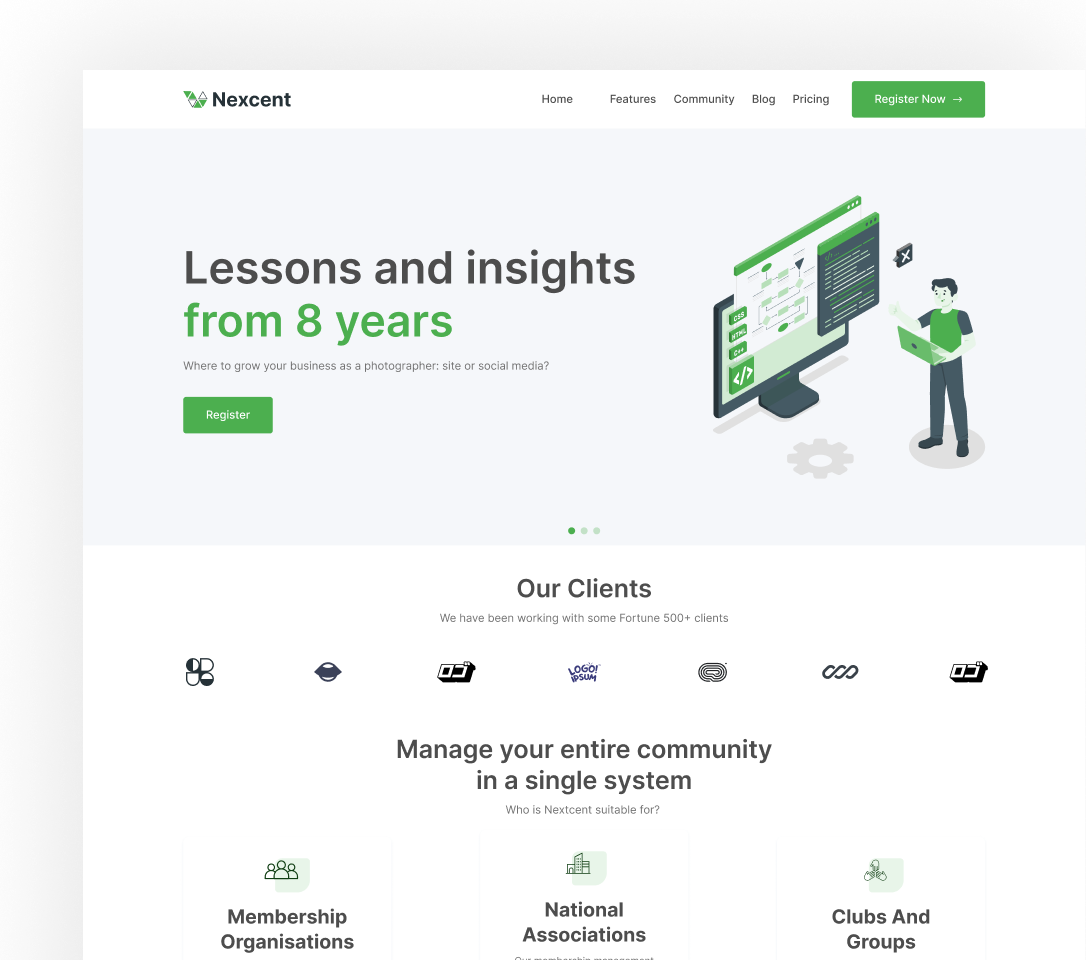 Nexcent
Home Features Community Blog Pricing Register Now →
Lessons and insights
from 8 years
Where to grow your business as a photographer: site or social media?
Register
CSS
HTML
C++
</>
X
Our Clients
We have been working with some Fortune 500+ clients
LOGO!
IPSUM
Manage your entire community
in a single system
Who is Nextcent suitable for?
Membership
Organisations
National
Associations
Our membership management
Clubs And
Groups